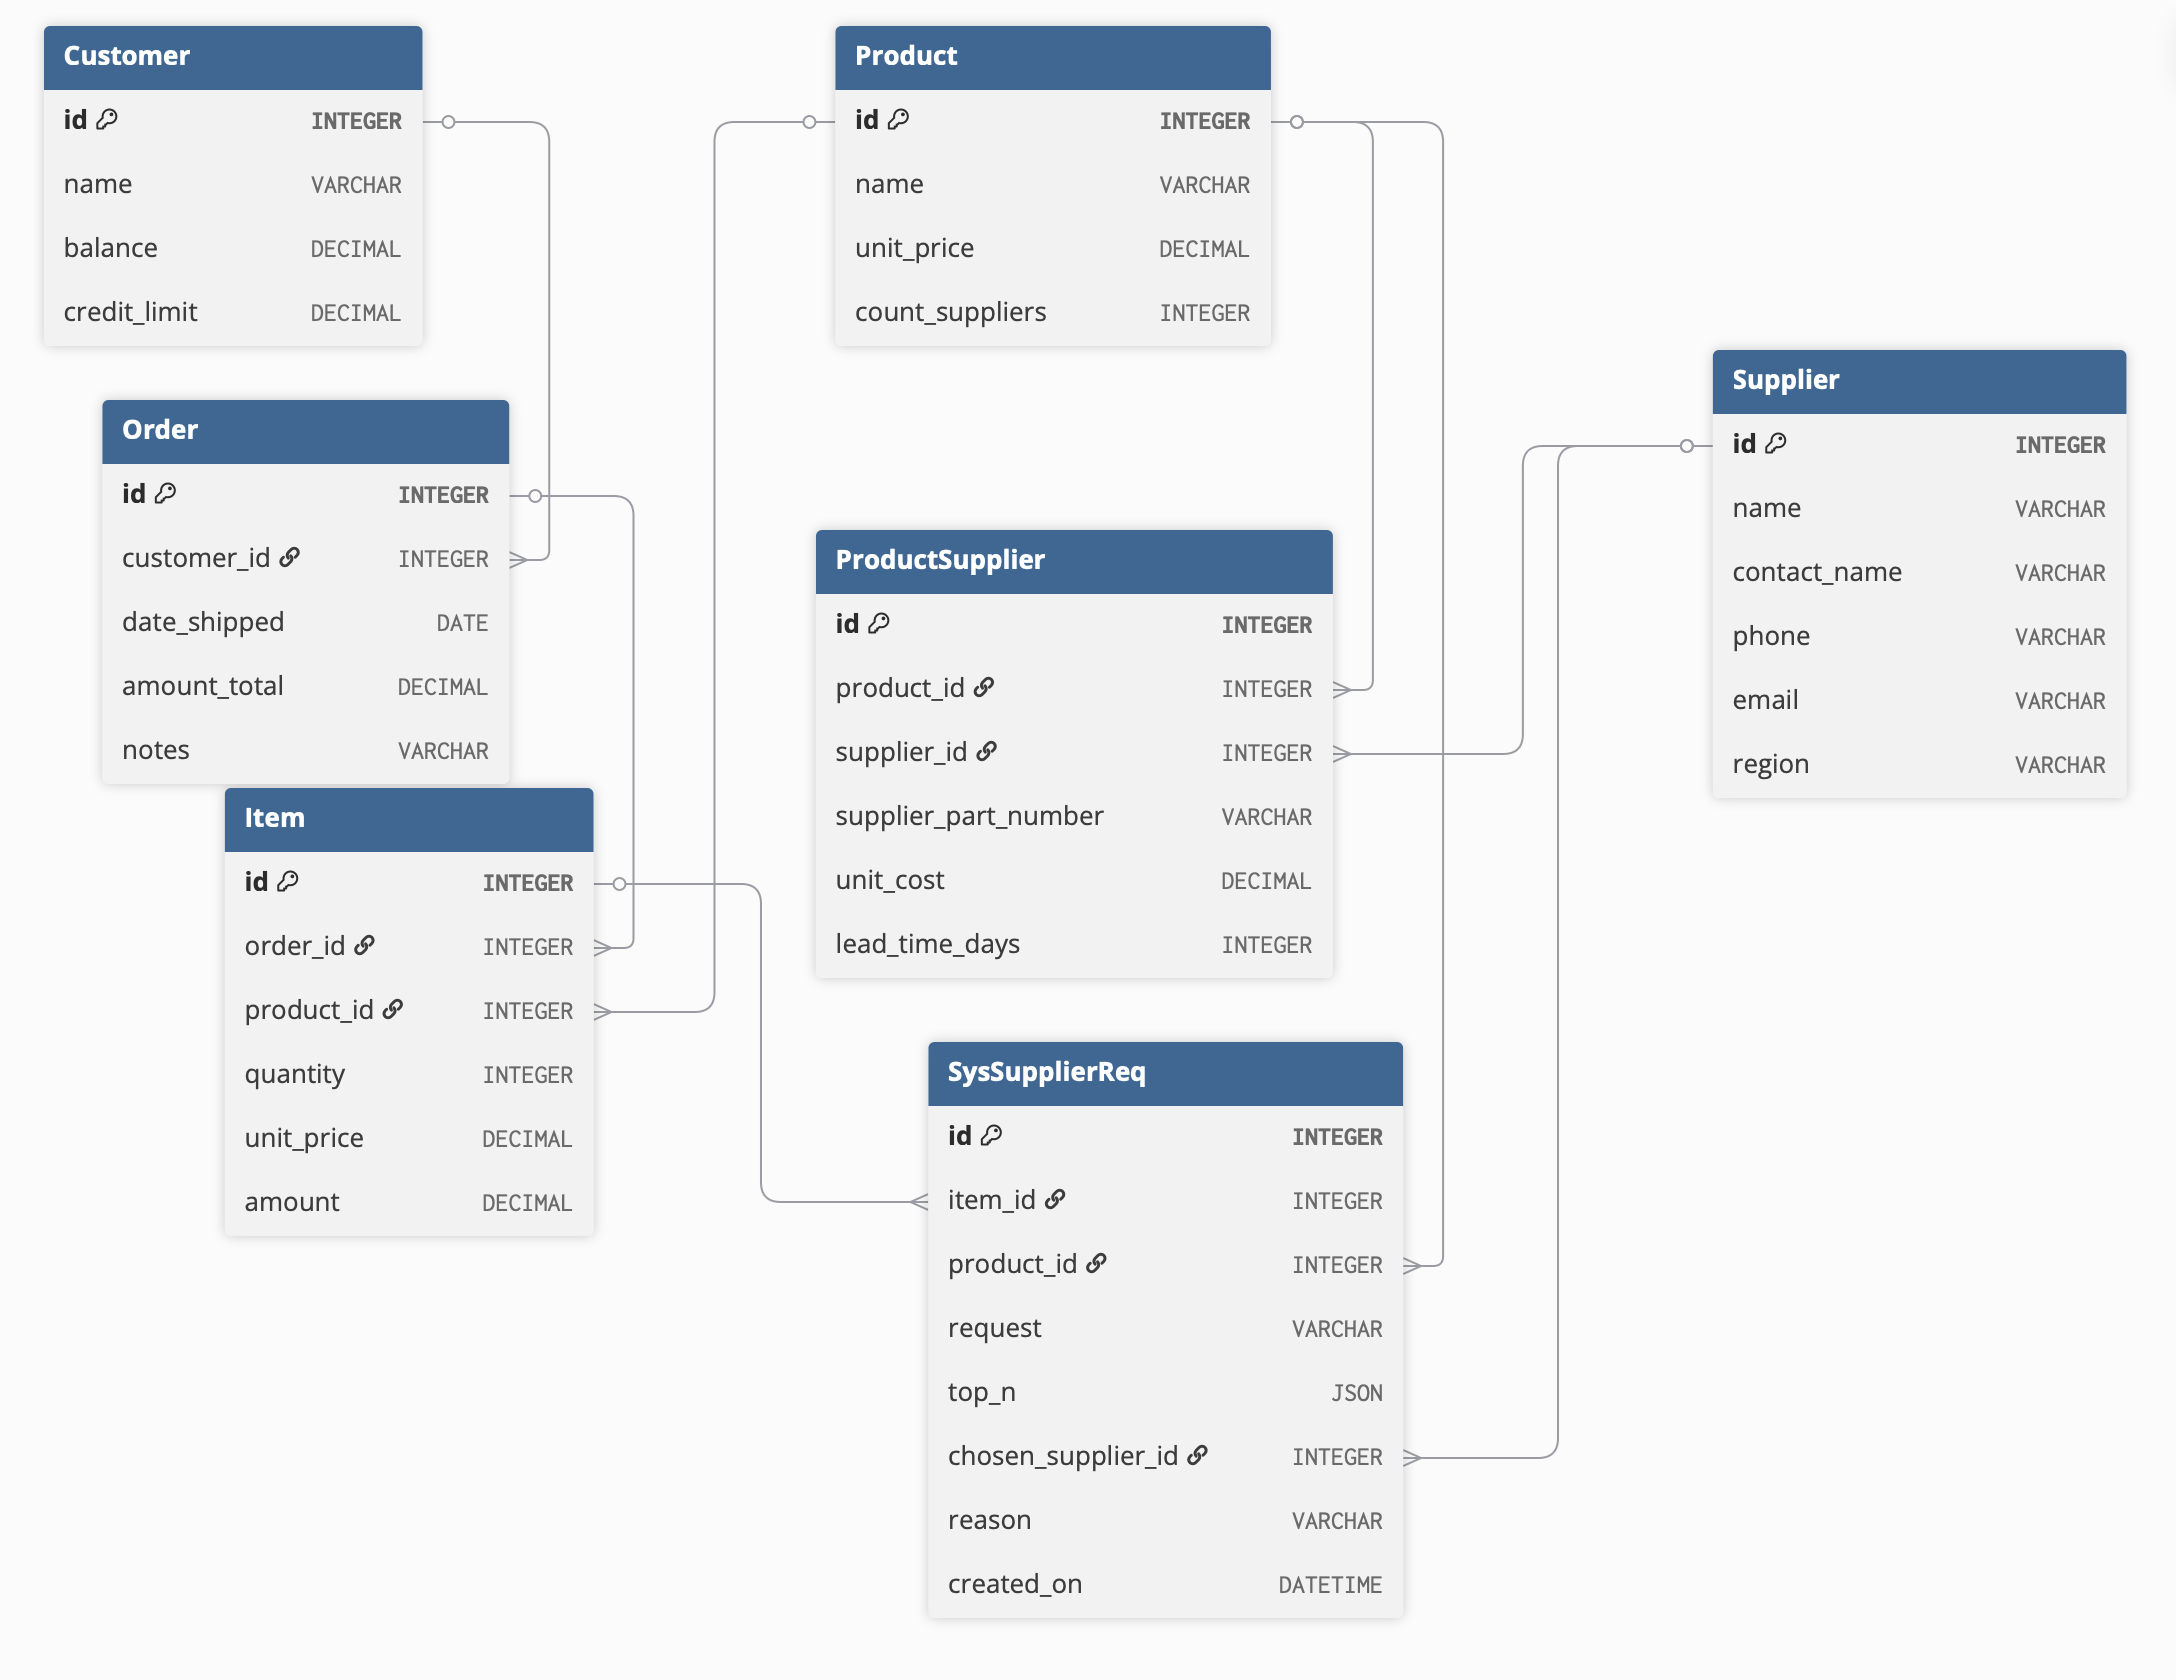 Customer
id INTEGER
name VARCHAR
balance DECIMAL
credit_limit DECIMAL
Order
id INTEGER
customer_id INTEGER
date_shipped DATE
amount_total DECIMAL
notes VARCHAR
Item
id INTEGER
order_id INTEGER
product_id INTEGER
quantity INTEGER
unit_price DECIMAL
amount DECIMAL
Product
id INTEGER
name VARCHAR
unit_price DECIMAL
count_suppliers INTEGER
ProductSupplier
id INTEGER
product_id INTEGER
supplier_id INTEGER
supplier_part_number VARCHAR
unit_cost DECIMAL
lead_time_days INTEGER
SysSupplierReq
id INTEGER
item_id INTEGER
product_id INTEGER
request VARCHAR
top_n JSON
chosen_supplier_id INTEGER
reason VARCHAR
created_on DATETIME
Supplier
id INTEGER
name VARCHAR
contact_name VARCHAR
phone VARCHAR
email VARCHAR
region VARCHAR